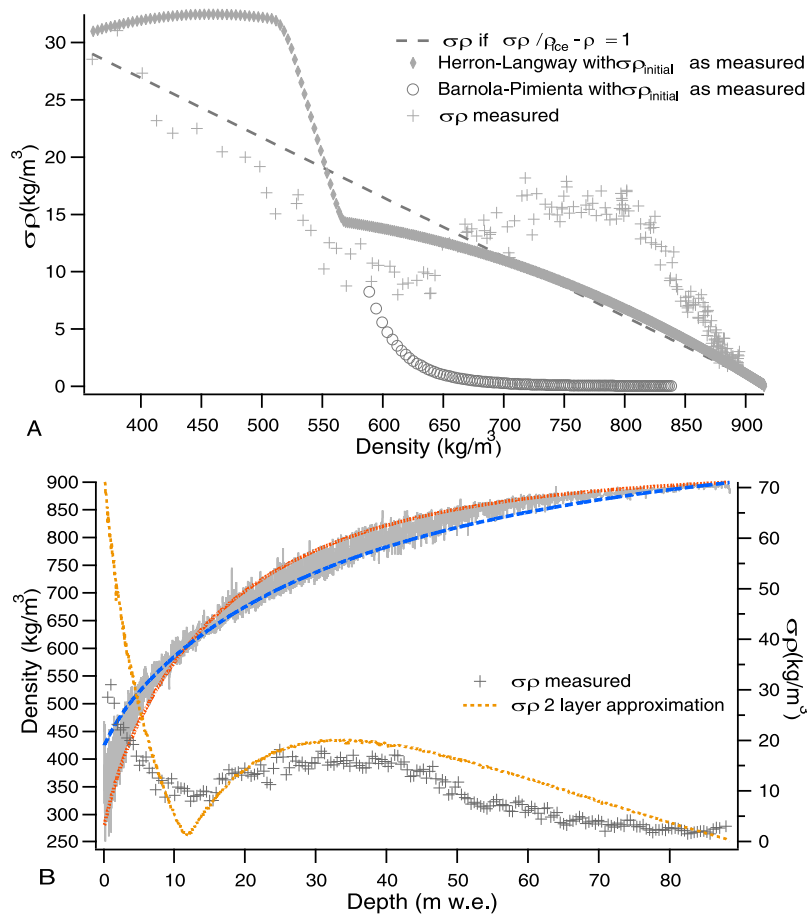 30
25
20
15
10
5
0
σρ(kg/m³)
σρ if σρ/ρice - ρ = 1
Herron-Langway withσρinitial as measured
Barnola-Pimienta withσρinitial as measured
σρ measured
400 450 500 550 600 650 700 750 800 850 900
Density (kg/m³)
A
900
850
800
750
700
650
600
550
500
450
400
350
300
250
Density (kg/m³)
σρ measured
σρ 2 layer approximation
70
60
50
40
30
20
10
0
σρ(kg/m³)
0 10 20 30 40 50 60 70 80
Depth (m w.e.)
B